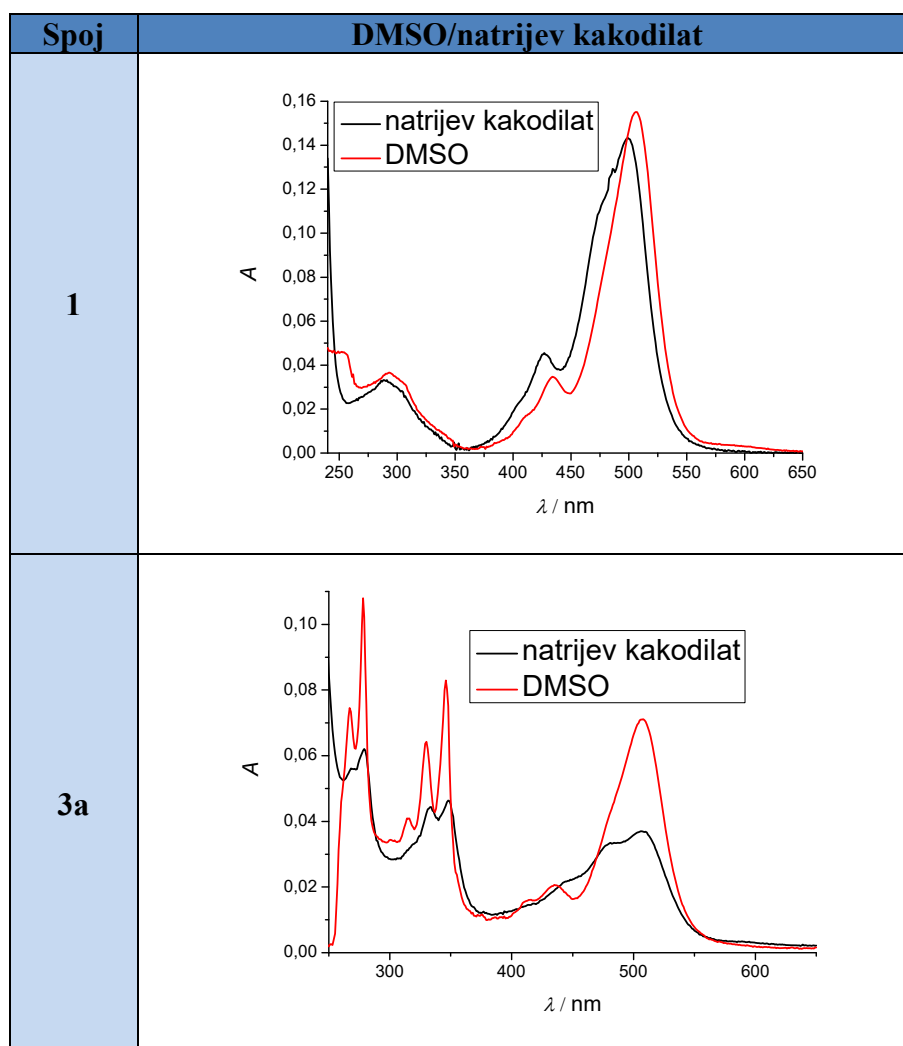 Spoj DMSO/natrijev kakodilat
1
natrijev kakodilat
DMSO
0,16
0,14
0,12
0,10
0,08
0,06
0,04
0,02
0,00
A
250 300 350 400 450 500 550 600 650
λ / nm
3a
natrijev kakodilat
DMSO
0,10
0,08
0,06
0,04
0,02
0,00
A
300 400 500 600
λ / nm